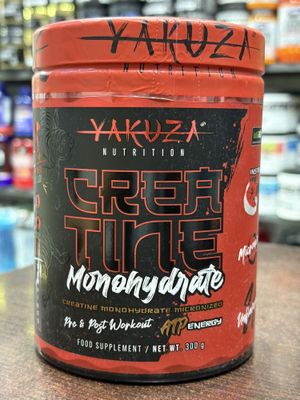 YAKUZA
NUTRITION
YAKUZA
NUTRITION
CREA
TINE
Monohydrate
CREATINE MONOHYDRATE MICRONIZED
Pre & Post Workout
ATP ENERGY
FOOD SUPPLEMENT / NET WT. 300 g